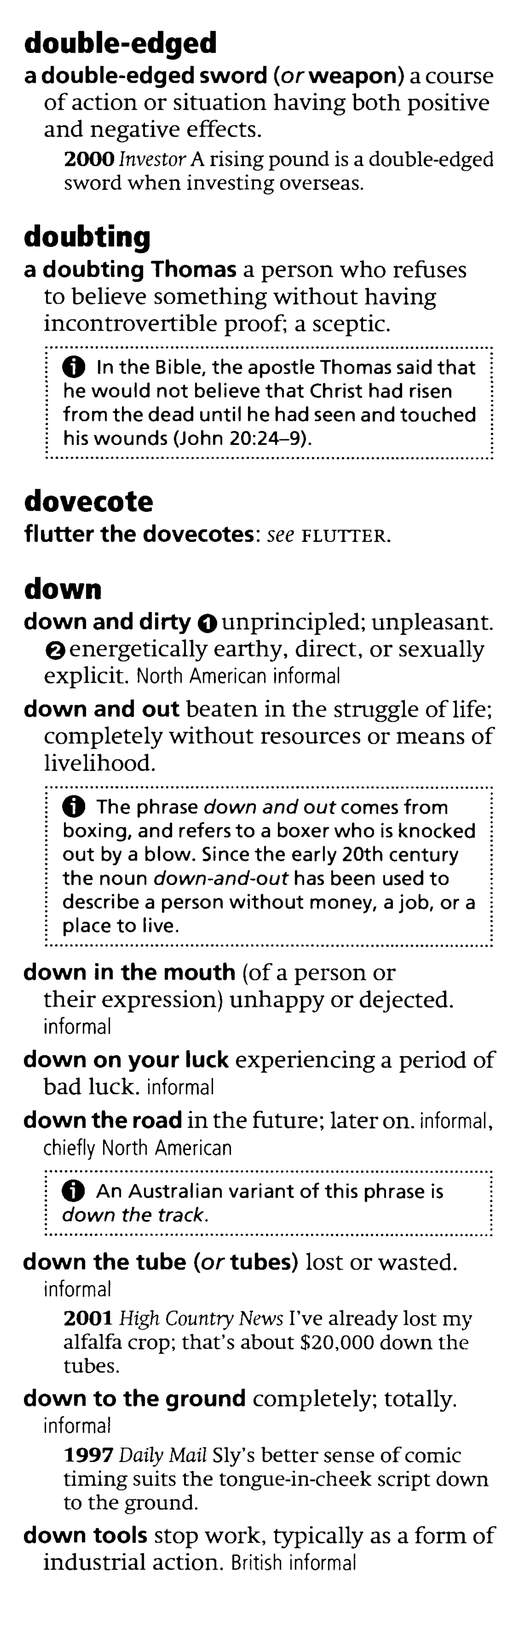 double-edged
a double-edged sword (or weapon) a course
of action or situation having both positive
and negative effects.
2000 Investor A rising pound is a double-edged
sword when investing overseas.
doubting
a doubting Thomas a person who refuses
to believe something without having
incontrovertible proof; a sceptic.
ℹ In the Bible, the apostle Thomas said that
he would not believe that Christ had risen
from the dead until he had seen and touched
his wounds (John 20:24–9).
dovecote
flutter the dovecotes: see FLUTTER.
down
down and dirty ❶ unprincipled; unpleasant.
❷ energetically earthy, direct, or sexually
explicit. North American informal
down and out beaten in the struggle of life;
completely without resources or means of
livelihood.
ℹ The phrase down and out comes from
boxing, and refers to a boxer who is knocked
out by a blow. Since the early 20th century
the noun down-and-out has been used to
describe a person without money, a job, or a
place to live.
down in the mouth (of a person or
their expression) unhappy or dejected.
informal
down on your luck experiencing a period of
bad luck. informal
down the road in the future; later on. informal,
chiefly North American
ℹ An Australian variant of this phrase is
down the track.
down the tube (or tubes) lost or wasted.
informal
2001 High Country News I've already lost my
alfalfa crop; that's about $20,000 down the
tubes.
down to the ground completely; totally.
informal
1997 Daily Mail Sly's better sense of comic
timing suits the tongue-in-cheek script down
to the ground.
down tools stop work, typically as a form of
industrial action. British informal